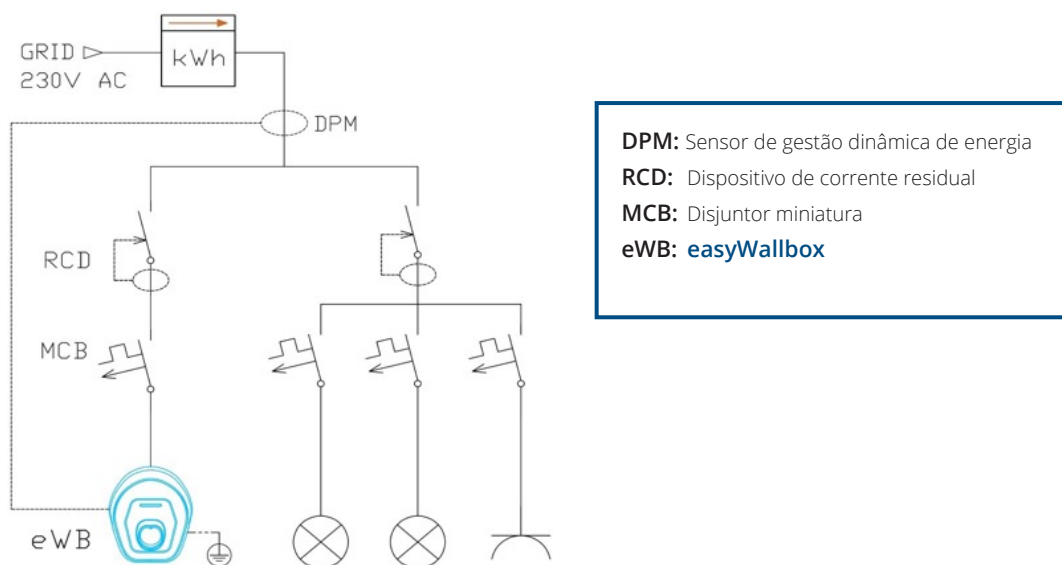 GRID
230V AC
kWh
DPM
RCD
MCB
eWB
DPM: Sensor de gestão dinâmica de energia
RCD: Dispositivo de corrente residual
MCB: Disjuntor miniatura
eWB: easyWallbox